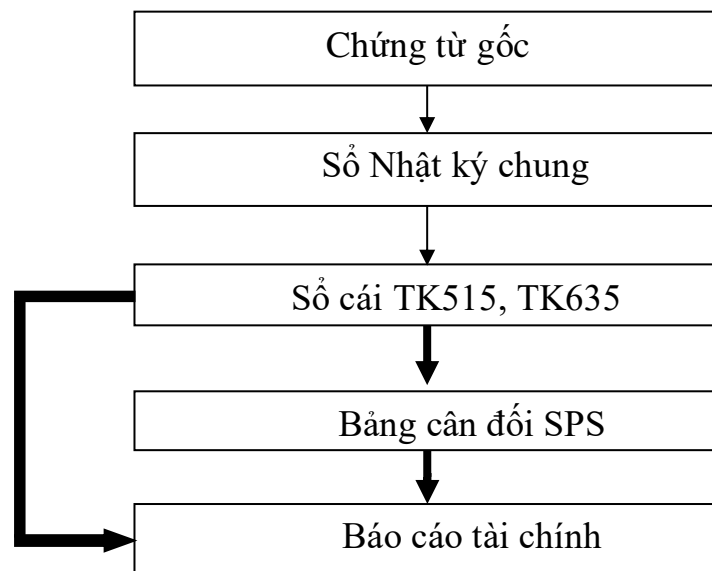 Chứng từ gốc
Sổ Nhật ký chung
Sổ cái TK515, TK635
Bảng cân đối SPS
Báo cáo tài chính